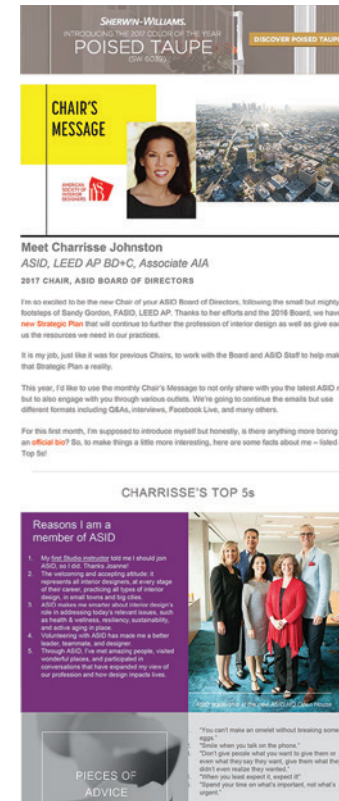 SHERWIN-WILLIAMS.
INTRODUCING THE 2017 COLOR OF THE YEAR
POISED TAUPE
(SW 6039)
DISCOVER POISED TAUPE
CHAIR'S
MESSAGE
AMERICAN
SOCIETY OF
INTERIOR
DESIGNERS
Meet Charrisse Johnston
ASID, LEED AP BD+C, Associate AIA
2017 CHAIR, ASID BOARD OF DIRECTORS
I'm so excited to be the new Chair of your ASID Board of Directors, following the small but mighty
footsteps of Sandy Gordon, FASID, LEED AP. Thanks to her efforts and the 2016 Board, we have
new Strategic Plan that will continue to further the profession of interior design as well as give eac
us the resources we need in our practices.
It is my job, just like it was for previous Chairs, to work with the Board and ASID Staff to help mak
that Strategic Plan a reality.
This year, I'd like to use the monthly Chair's Message to not only share with you the latest ASID n
but to also engage with you through various outlets. We're going to continue the emails but use
different formats including Q&As, interviews, Facebook Live, and many others.
For this first month, I'm supposed to introduce myself but honestly, is there anything more boring
an official bio? So, to make things a little more interesting, here are some facts about me – listed
Top 5s!
CHARRISSE'S TOP 5s
Reasons I am a
member of ASID
1. My first Studio instructor told me I should join
ASID, so I did. Thanks Joanne!
2. The welcoming and accepting attitude: it
represents all interior designers, at every stage
of their career, practicing all types of interior
design, in small towns and big cities.
3. ASID makes me smarter about interior design's
role in addressing today's relevant issues, such
as health & wellness, resiliency, sustainability,
and active aging in place.
4. Volunteering with ASID has made me a better
leader, teammate, and designer.
5. Through ASID, I've met amazing people, visited
wonderful places, and participated in
conversations that have expanded my view of
our profession and how design impacts lives.
ASID leadership at the new ASID HQ Open House
PIECES OF
ADVICE
"You can't make an omelet without breaking some
eggs."
"Smile when you talk on the phone."
"Don't give people what you want to give them or
even what they say they want, give them what they
didn't even realize they wanted."
"When you least expect it, expect it!"
"Spend your time on what's important, not what's
urgent."